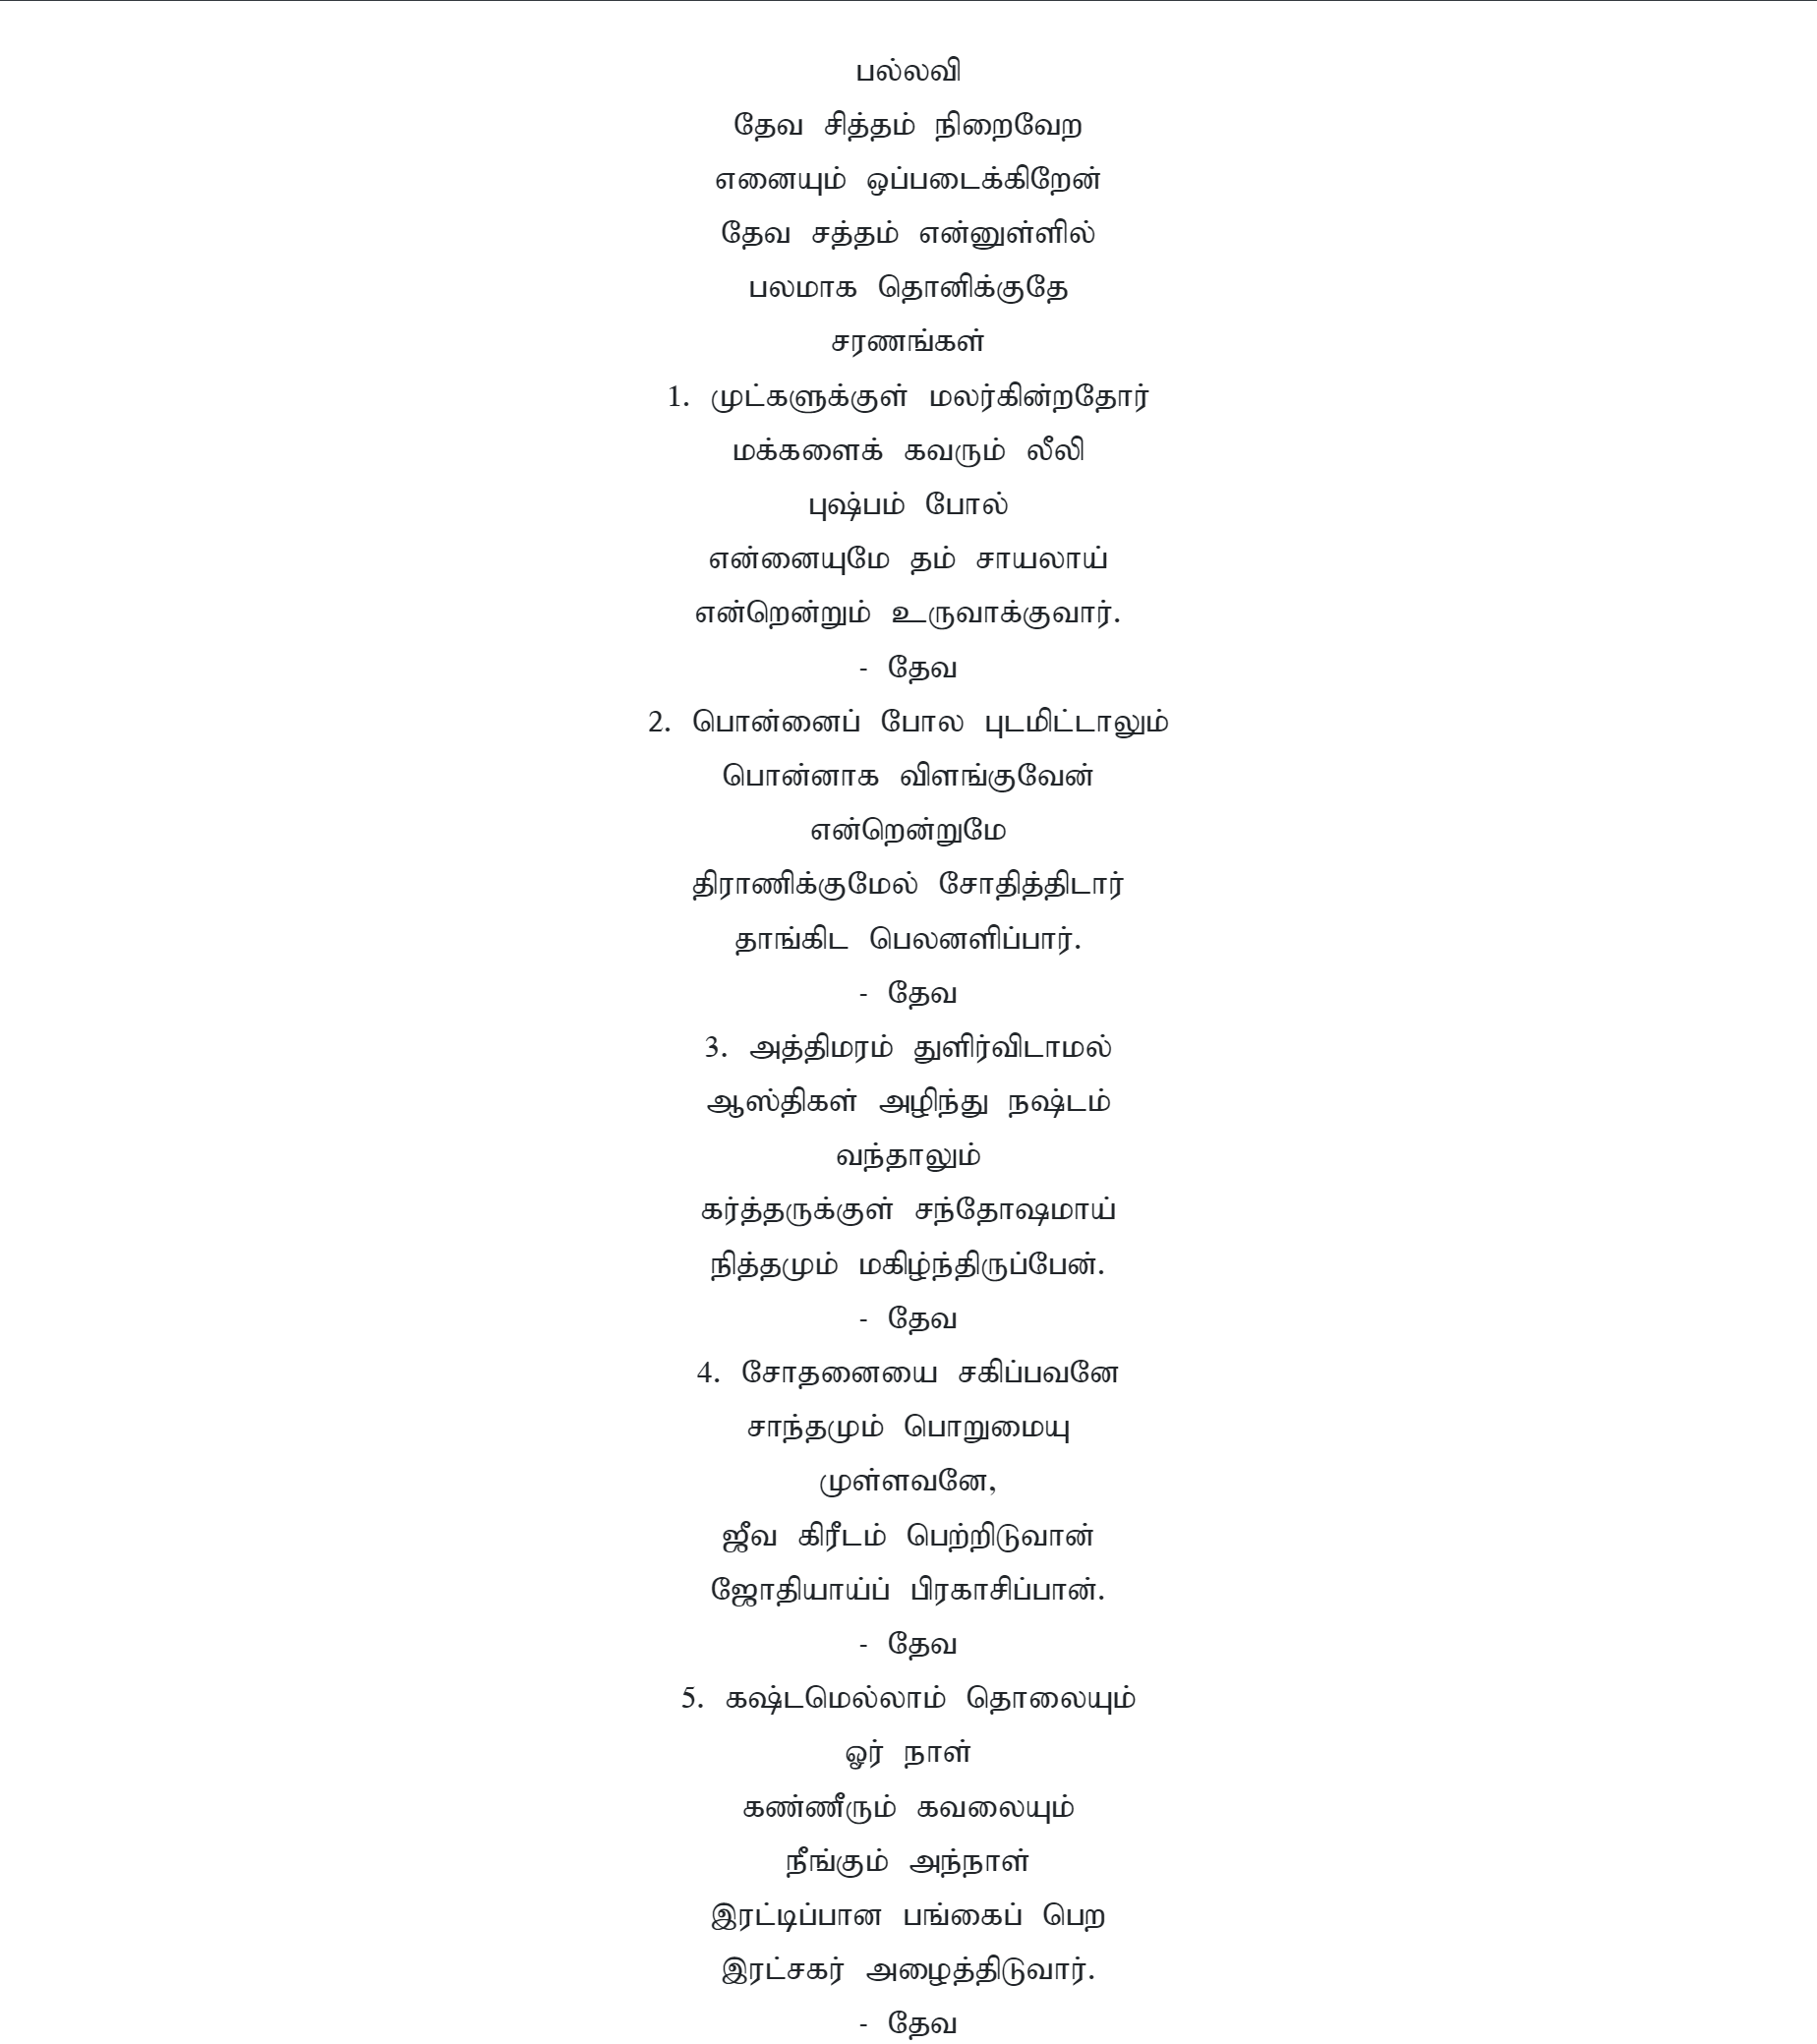 பல்லவி
தேவ சித்தம் நிறைவேற
எனையும் ஒப்படைக்கிறேன்
தேவ சத்தம் என்னுள்ளில்
பலமாக தொனிக்குதே
சரணங்கள்
1. முட்களுக்குள் மலர்கின்றதோர்
மக்களைக் கவரும் லீலி
புஷ்பம் போல்
என்னையுமே தம் சாயலாய்
என்றென்றும் உருவாக்குவார்.
- தேவ
2. பொன்னைப் போல புடமிட்டாலும்
பொன்னாக விளங்குவேன்
என்றென்றுமே
திராணிக்குமேல் சோதித்திடார்
தாங்கிட பெலனளிப்பார்.
- தேவ
3. அத்திமரம் துளிர்விடாமல்
ஆஸ்திகள் அழிந்து நஷ்டம்
வந்தாலும்
கர்த்தருக்குள் சந்தோஷமாய்
நித்தமும் மகிழ்ந்திருப்பேன்.
- தேவ
4. சோதனையை சகிப்பவனே
சாந்தமும் பொறுமையு
முள்ளவனே,
ஜீவ கிரீடம் பெற்றிடுவான்
ஜோதியாய்ப் பிரகாசிப்பான்.
- தேவ
5. கஷ்டமெல்லாம் தொலையும்
ஓர் நாள்
கண்ணீரும் கவலையும்
நீங்கும் அந்நாள்
இரட்டிப்பான பங்கைப் பெற
இரட்சகர் அழைத்திடுவார்.
- தேவ